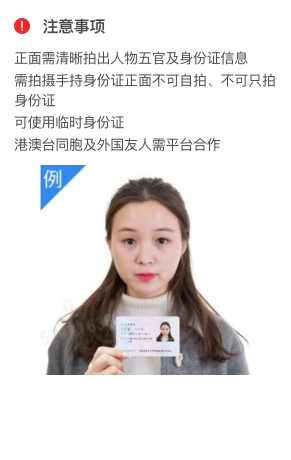 注意事项
正面需清晰拍出人物五官及身份证信息
需拍摄手持身份证正面不可自拍、不可只拍
身份证
可使用临时身份证
港澳台同胞及外国友人需平台合作
例